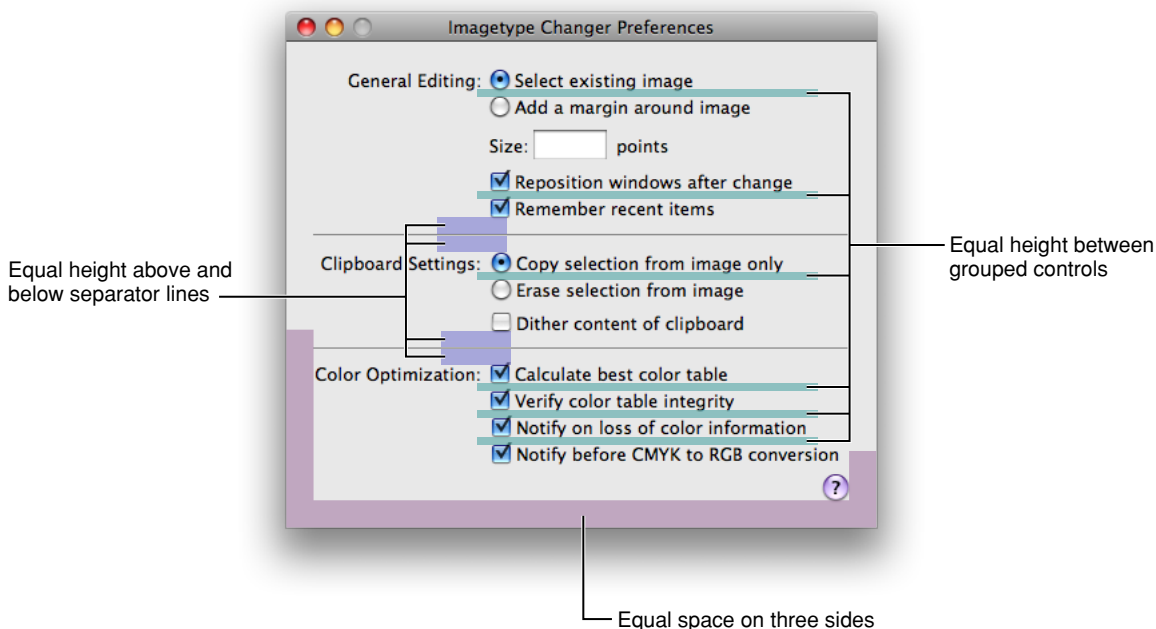 Imagetype Changer Preferences
General Editing: Select existing image
Add a margin around image
Size: points
Reposition windows after change
Remember recent items
Equal height between
grouped controls
Equal height above and
below separator lines
Clipboard Settings: Copy selection from image only
Erase selection from image
Dither content of clipboard
Color Optimization: Calculate best color table
Verify color table integrity
Notify on loss of color information
Notify before CMYK to RGB conversion
?
Equal space on three sides